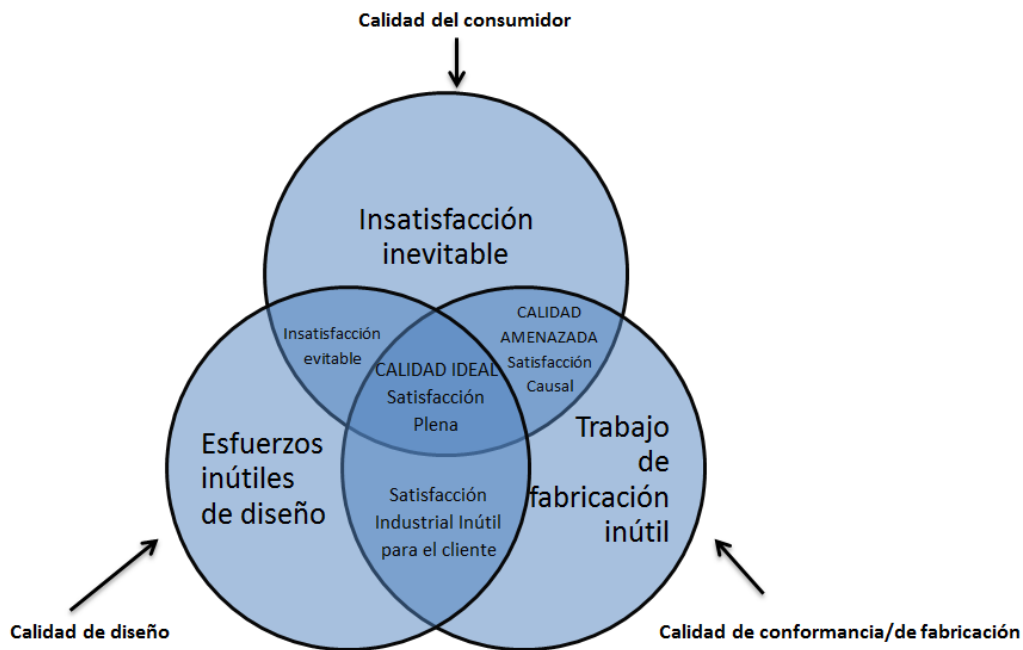 Calidad del consumidor
Insatisfacción
inevitable
Insatisfacción
evitable
CALIDAD
AMENAZADA
Satisfacción
Causal
CALIDAD IDEAL
Satisfacción
Plena
Esfuerzos
inútiles
de diseño
Trabajo
de
fabricación
inútil
Satisfacción
Industrial Inútil
para el cliente
Calidad de diseño
Calidad de conformancia/de fabricación